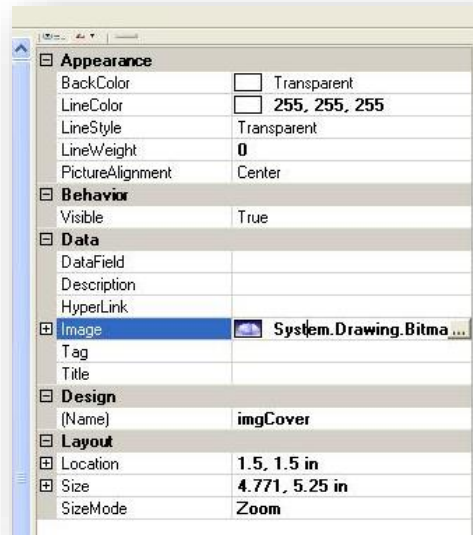 Appearance
BackColor Transparent
LineColor 255, 255, 255
LineStyle Transparent
LineWeight 0
PictureAlignment Center
Behavior
Visible True
Data
DataField
Description
HyperLink
Image System.Drawing.Bitma ...
Tag
Title
Design
(Name) imgCover
Layout
Location 1.5, 1.5 in
Size 4.771, 5.25 in
SizeMode Zoom